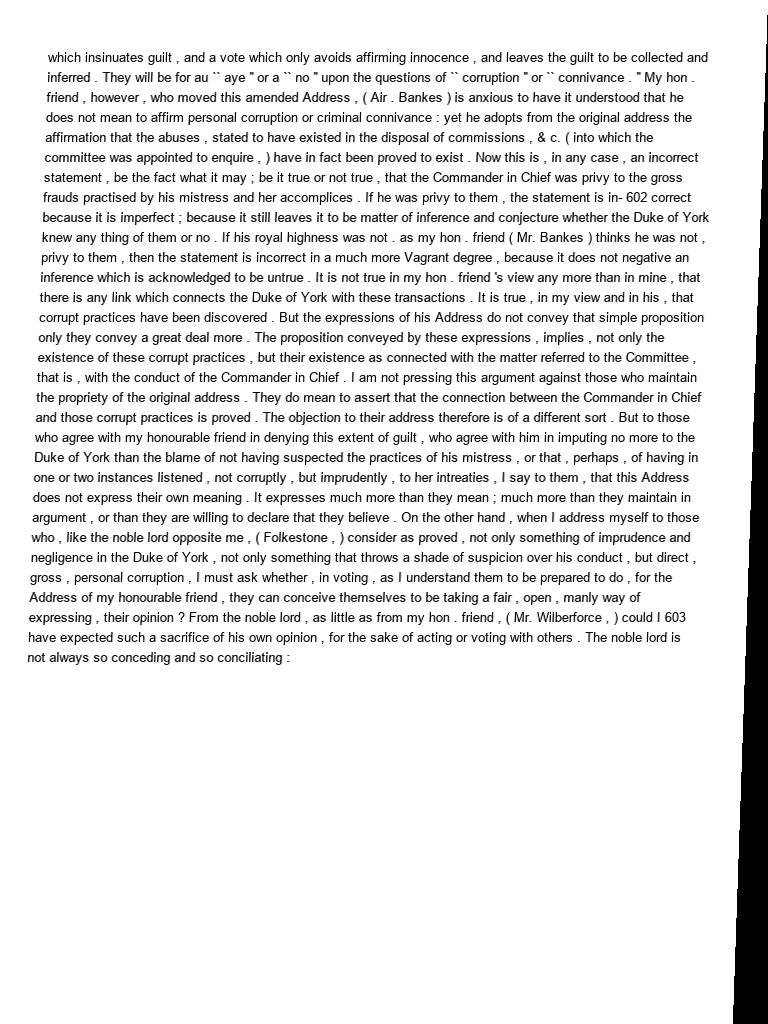 which insinuates guilt , and a vote which only avoids affirming innocence , and leaves the guilt to be collected and
inferred . They will be for au `` aye '' or a `` no '' upon the questions of `` corruption '' or `` connivance . '' My hon .
friend , however , who moved this amended Address , ( Air . Bankes ) is anxious to have it understood that he
does not mean to affirm personal corruption or criminal connivance : yet he adopts from the original address the
affirmation that the abuses , stated to have existed in the disposal of commissions , & c. ( into which the
committee was appointed to enquire , ) have in fact been proved to exist . Now this is , in any case , an incorrect
statement , be the fact what it may ; be it true or not true , that the Commander in Chief was privy to the gross
frauds practised by his mistress and her accomplices . If he was privy to them , the statement is in- 602 correct
because it is imperfect ; because it still leaves it to be matter of inference and conjecture whether the Duke of York
knew any thing of them or no . If his royal highness was not . as my hon . friend ( Mr. Bankes ) thinks he was not ,
privy to them , then the statement is incorrect in a much more Vagrant degree , because it does not negative an
inference which is acknowledged to be untrue . It is not true in my hon . friend 's view any more than in mine , that
there is any link which connects the Duke of York with these transactions . It is true , in my view and in his , that
corrupt practices have been discovered . But the expressions of his Address do not convey that simple proposition
only they convey a great deal more . The proposition conveyed by these expressions , implies , not only the
existence of these corrupt practices , but their existence as connected with the matter referred to the Committee ,
that is , with the conduct of the Commander in Chief . I am not pressing this argument against those who maintain
the propriety of the original address . They do mean to assert that the connection between the Commander in Chief
and those corrupt practices is proved . The objection to their address therefore is of a different sort . But to those
who agree with my honourable friend in denying this extent of guilt , who agree with him in imputing no more to the
Duke of York than the blame of not having suspected the practices of his mistress , or that , perhaps , of having in
one or two instances listened , not corruptly , but imprudently , to her intreaties , I say to them , that this Address
does not express their own meaning . It expresses much more than they mean ; much more than they maintain in
argument , or than they are willing to declare that they believe . On the other hand , when I address myself to those
who , like the noble lord opposite me , ( Folkestone , ) consider as proved , not only something of imprudence and
negligence in the Duke of York , not only something that throws a shade of suspicion over his conduct , but direct ,
gross , personal corruption , I must ask whether , in voting , as I understand them to be prepared to do , for the
Address of my honourable friend , they can conceive themselves to be taking a fair , open , manly way of
expressing , their opinion ? From the noble lord , as little as from my hon . friend , ( Mr. Wilberforce , ) could I 603
have expected such a sacrifice of his own opinion , for the sake of acting or voting with others . The noble lord is
not always so conceding and so conciliating :